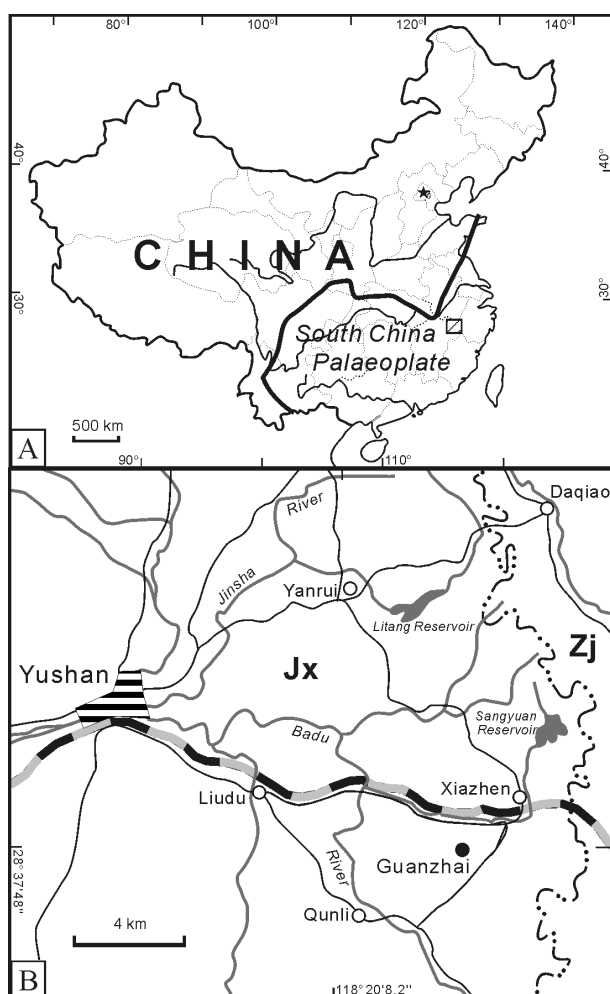 80°
100°
120°
140°
40°
40°
CHINA
30°
30°
South China
Palaeoplate
500 km
A
90°
110°
Daqiao
River
Jinsha
Yanrui
Litang Reservoir
Zj
Yushan
Jx
Sangyuan
Reservoir
Badu
Xiazhen
Liudu
Guanzhai
28°37'48"
River
Qunli
4 km
B
118°20'8.2"